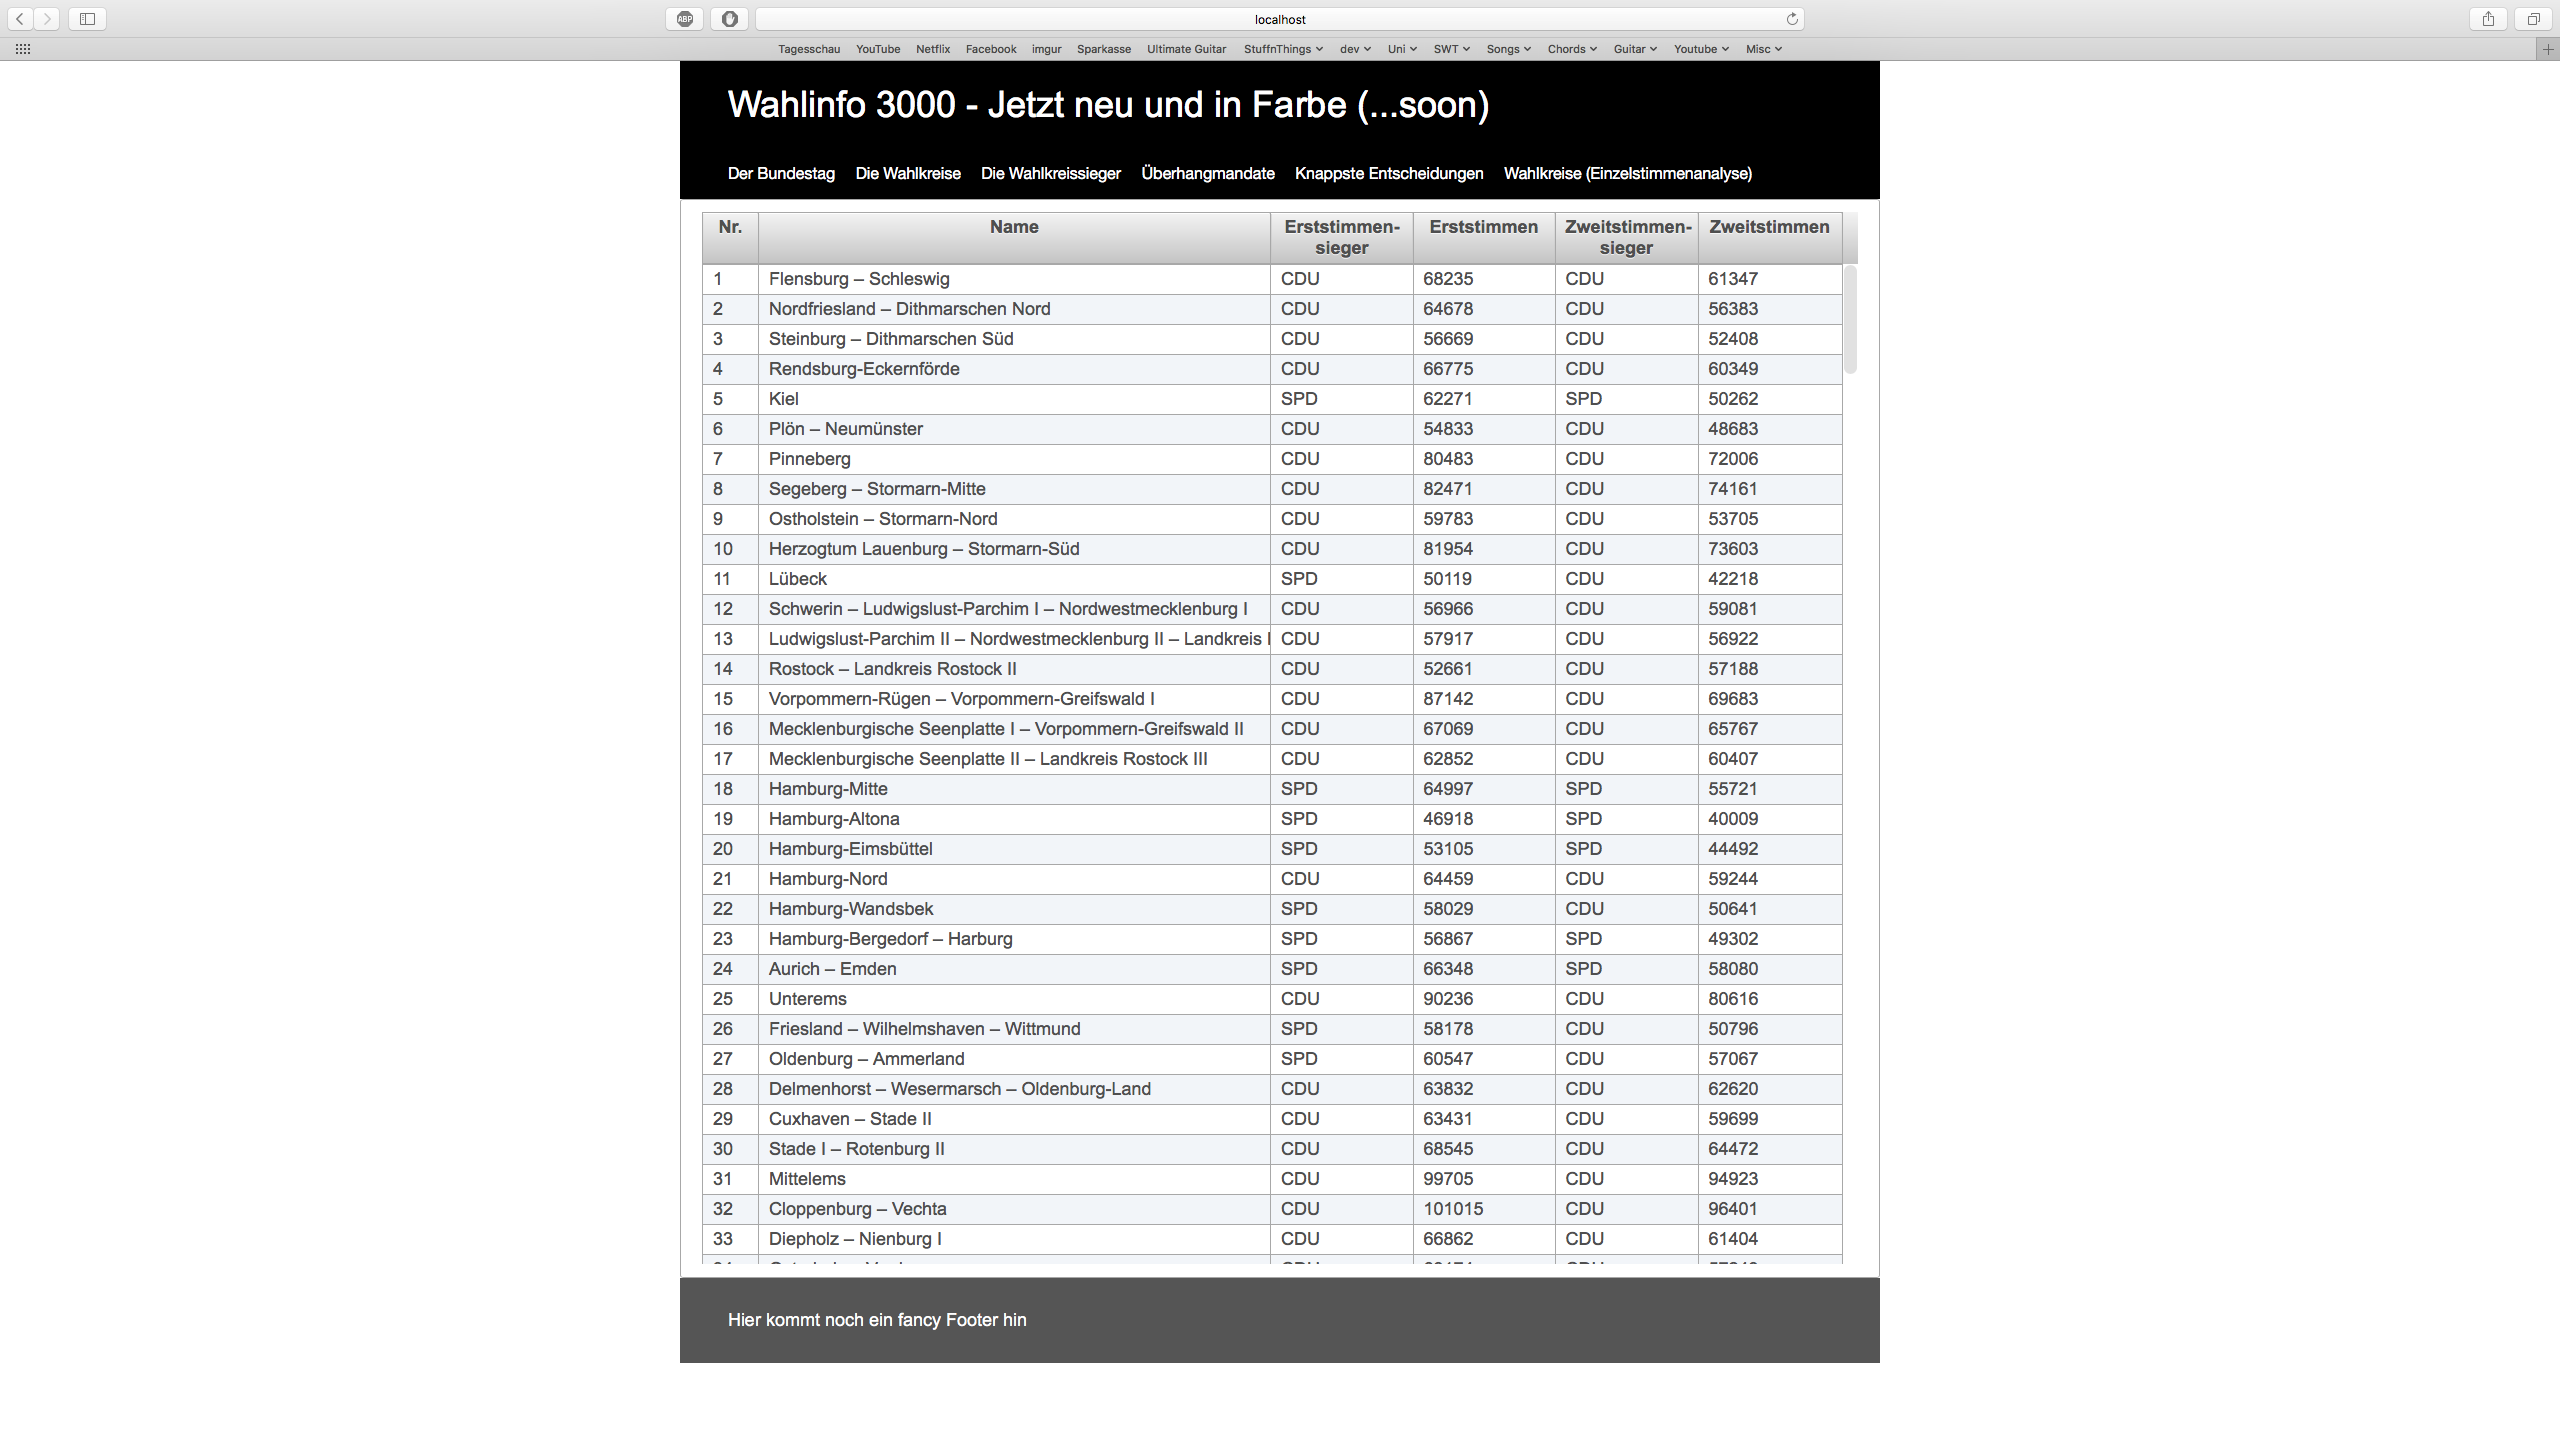 ABP
localhost
Tagesschau YouTube Netflix Facebook imgur Sparkasse Ultimate Guitar StuffnThings dev Uni SWT Songs Chords Guitar Youtube Misc
Wahlinfo 3000 - Jetzt neu und in Farbe (...soon)
Der Bundestag Die Wahlkreise Die Wahlkreissieger Überhangmandate Knappste Entscheidungen Wahlkreise (Einzelstimmenanalyse)
Nr. Name Erststimmen- Erststimmen Zweitstimmen- Zweitstimmen
sieger sieger
1 Flensburg – Schleswig CDU 68235 CDU 61347
2 Nordfriesland – Dithmarschen Nord CDU 64678 CDU 56383
3 Steinburg – Dithmarschen Süd CDU 56669 CDU 52408
4 Rendsburg-Eckernförde CDU 66775 CDU 60349
5 Kiel SPD 62271 SPD 50262
6 Plön – Neumünster CDU 54833 CDU 48683
7 Pinneberg CDU 80483 CDU 72006
8 Segeberg – Stormarn-Mitte CDU 82471 CDU 74161
9 Ostholstein – Stormarn-Nord CDU 59783 CDU 53705
10 Herzogtum Lauenburg – Stormarn-Süd CDU 81954 CDU 73603
11 Lübeck SPD 50119 CDU 42218
12 Schwerin – Ludwigslust-Parchim I – Nordwestmecklenburg I CDU 56966 CDU 59081
13 Ludwigslust-Parchim II – Nordwestmecklenburg II – Landkreis CDU 57917 CDU 56922
14 Rostock – Landkreis Rostock II CDU 52661 CDU 57188
15 Vorpommern-Rügen – Vorpommern-Greifswald I CDU 87142 CDU 69683
16 Mecklenburgische Seenplatte I – Vorpommern-Greifswald II CDU 67069 CDU 65767
17 Mecklenburgische Seenplatte II – Landkreis Rostock III CDU 62852 CDU 60407
18 Hamburg-Mitte SPD 64997 SPD 55721
19 Hamburg-Altona SPD 46918 SPD 40009
20 Hamburg-Eimsbüttel SPD 53105 SPD 44492
21 Hamburg-Nord CDU 64459 CDU 59244
22 Hamburg-Wandsbek SPD 58029 CDU 50641
23 Hamburg-Bergedorf – Harburg SPD 56867 SPD 49302
24 Aurich – Emden SPD 66348 SPD 58080
25 Unterems CDU 90236 CDU 80616
26 Friesland – Wilhelmshaven – Wittmund SPD 58178 CDU 50796
27 Oldenburg – Ammerland SPD 60547 CDU 57067
28 Delmenhorst – Wesermarsch – Oldenburg-Land CDU 63832 CDU 62620
29 Cuxhaven – Stade II CDU 63431 CDU 59699
30 Stade I – Rotenburg II CDU 68545 CDU 64472
31 Mittelems CDU 99705 CDU 94923
32 Cloppenburg – Vechta CDU 101015 CDU 96401
33 Diepholz – Nienburg I CDU 66862 CDU 61404
Hier kommt noch ein fancy Footer hin